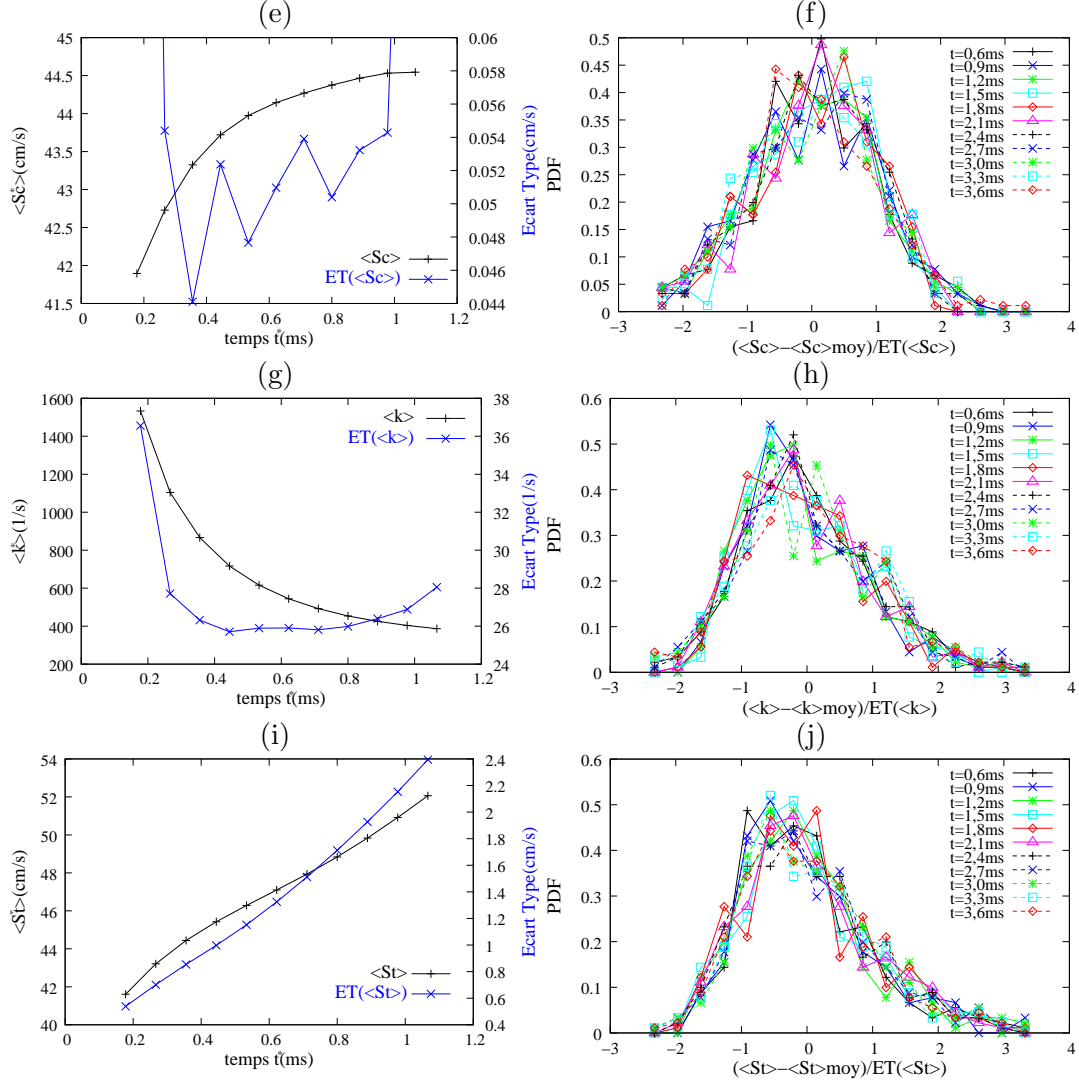 (e)
45
44.5
44
43.5
43
42.5
42
41.5
0
0.2
0.4
0.6
0.8
1
1.2
0.06
0.058
0.056
0.054
0.052
0.05
0.048
0.046
0.044
<Sc*>(cm/s)
Ecart Type(cm/s)
temps t*(ms)
<Sc>
ET(<Sc>)
(f)
0.5
0.45
0.4
0.35
0.3
0.25
0.2
0.15
0.1
0.05
0
−3
−2
−1
0
1
2
3
4
PDF
(<Sc>−<Sc>moy)/ET(<Sc>)
t=0,6ms
t=0,9ms
t=1,2ms
t=1,5ms
t=1,8ms
t=2,1ms
t=2,4ms
t=2,7ms
t=3,0ms
t=3,3ms
t=3,6ms
(g)
1600
1400
1200
1000
800
600
400
200
0
0.2
0.4
0.6
0.8
1
1.2
38
36
34
32
30
28
26
24
<k*>(1/s)
Ecart Type(1/s)
temps t*(ms)
<k>
ET(<k>)
(h)
0.6
0.5
0.4
0.3
0.2
0.1
0
−3
−2
−1
0
1
2
3
4
PDF
(<k>−<k>moy)/ET(<k>)
t=0,6ms
t=0,9ms
t=1,2ms
t=1,5ms
t=1,8ms
t=2,1ms
t=2,4ms
t=2,7ms
t=3,0ms
t=3,3ms
t=3,6ms
(i)
54
52
50
48
46
44
42
40
0
0.2
0.4
0.6
0.8
1
1.2
2.4
2.2
2
1.8
1.6
1.4
1.2
1
0.8
0.6
0.4
<St*>(cm/s)
Ecart Type(cm/s)
temps t*(ms)
<St>
ET(<St>)
(j)
0.6
0.5
0.4
0.3
0.2
0.1
0
−3
−2
−1
0
1
2
3
4
PDF
(<St>−<St>moy)/ET(<St>)
t=0,6ms
t=0,9ms
t=1,2ms
t=1,5ms
t=1,8ms
t=2,1ms
t=2,4ms
t=2,7ms
t=3,0ms
t=3,3ms
t=3,6ms